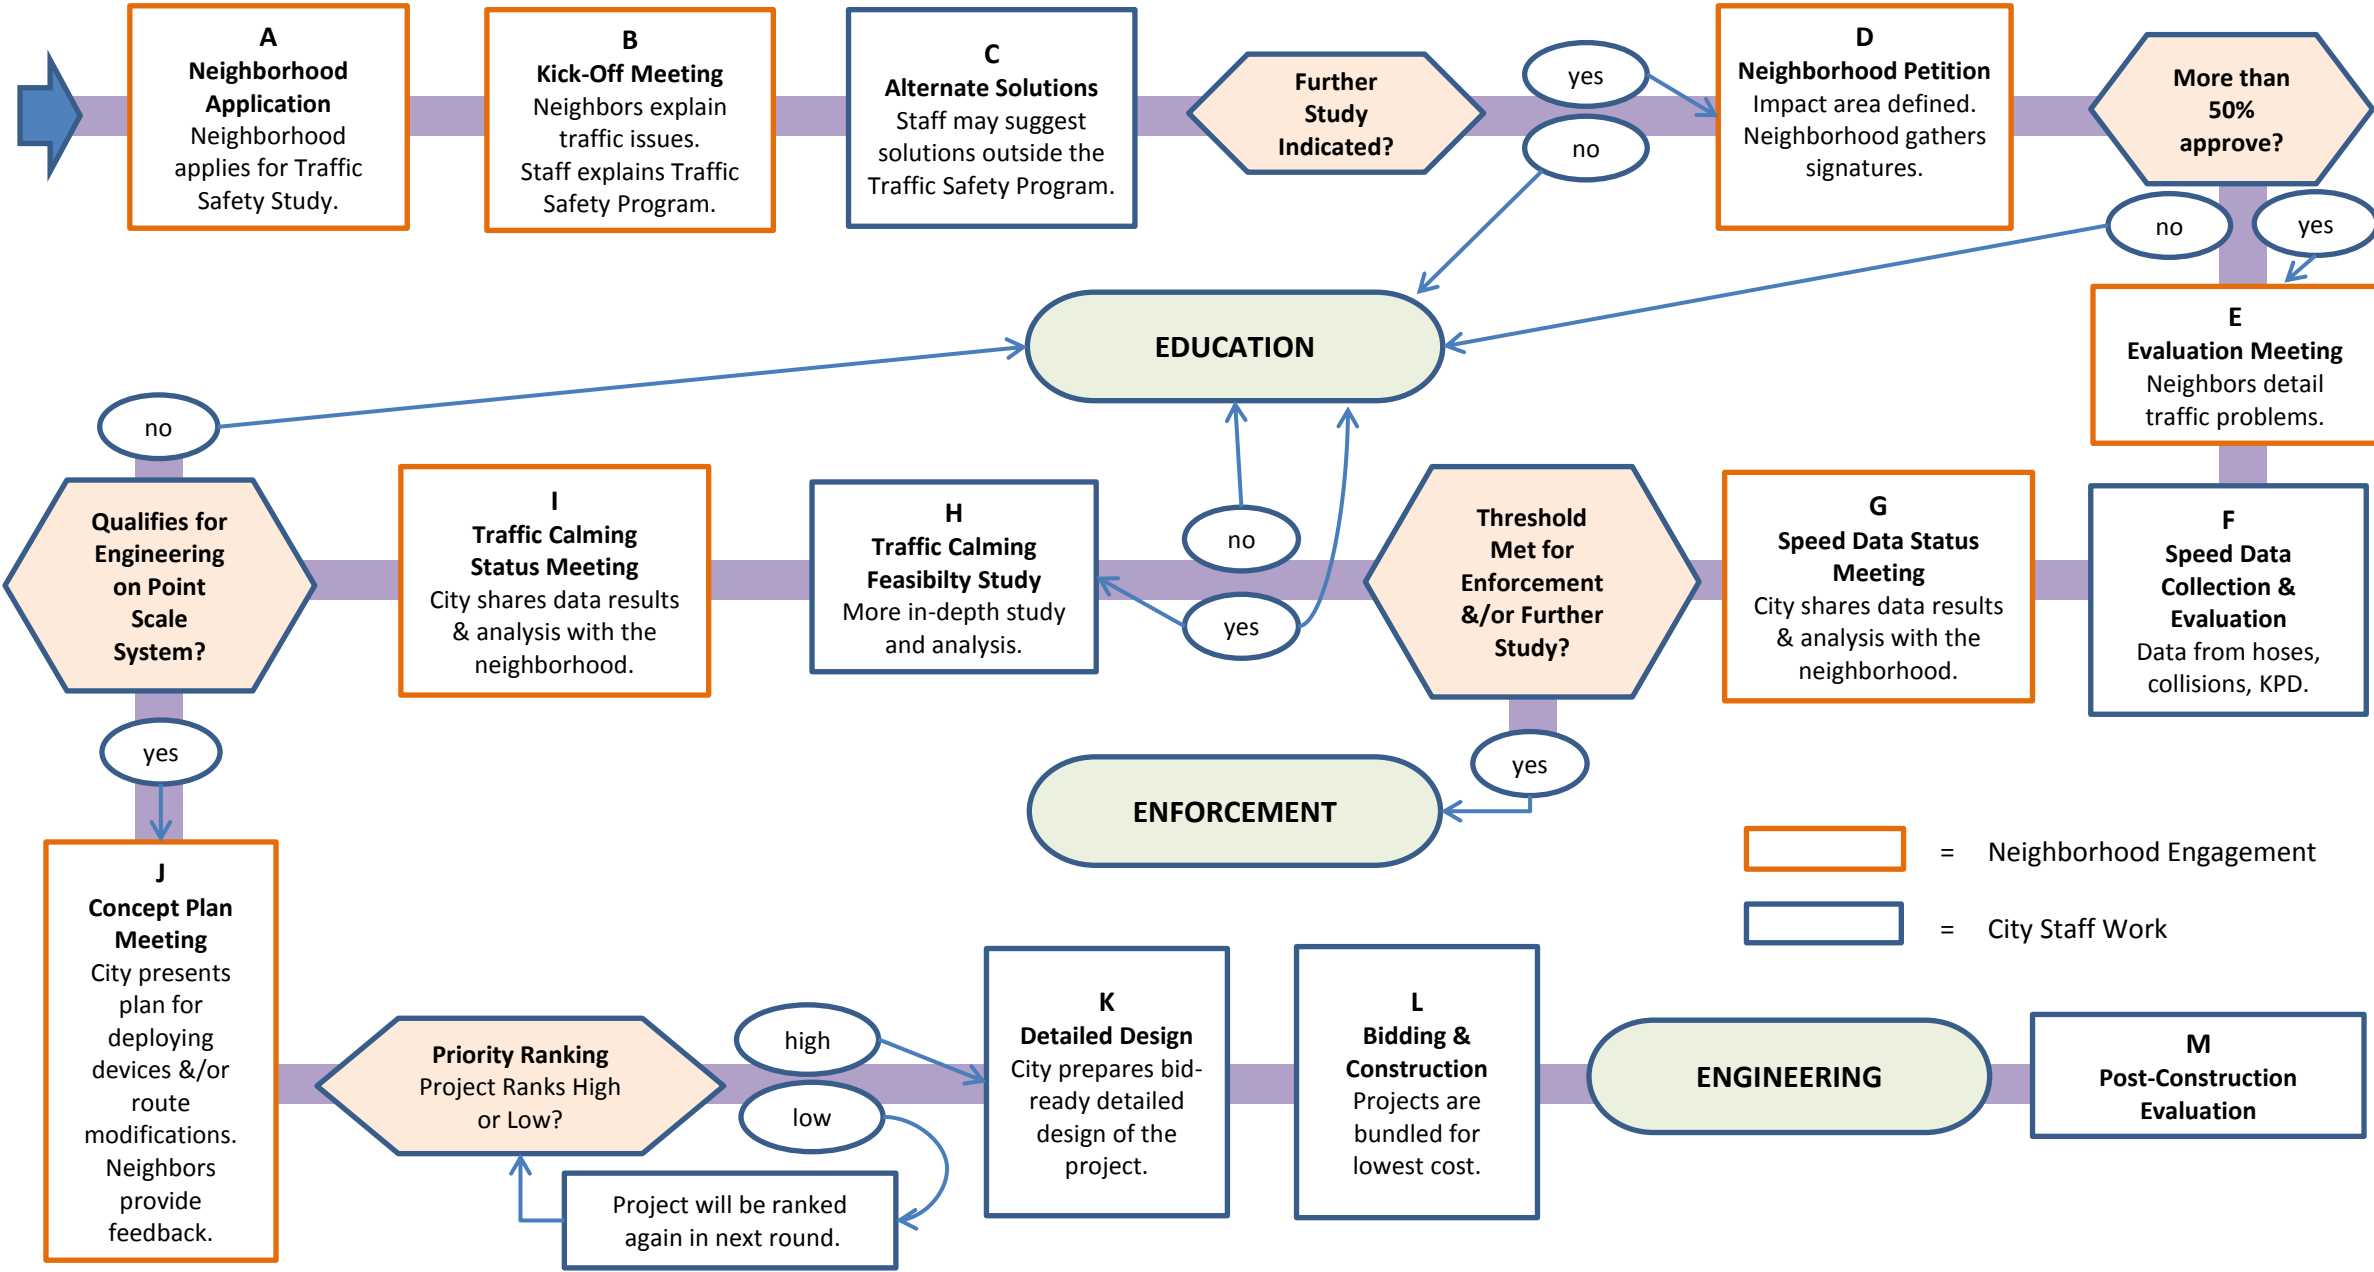 A
Neighborhood
Application
Neighborhood
applies for Traffic
Safety Study.
B
Kick-Off Meeting
Neighbors explain
traffic issues.
Staff explains Traffic
Safety Program.
C
Alternate Solutions
Staff may suggest
solutions outside the
Traffic Safety Program.
Further
Study
Indicated?
yes
no
D
Neighborhood Petition
Impact area defined.
Neighborhood gathers
signatures.
More than
50%
approve?
no
yes
EDUCATION
E
Evaluation Meeting
Neighbors detail
traffic problems.
no
Qualifies for
Engineering
on Point
Scale
System?
yes
I
Traffic Calming
Status Meeting
City shares data results
& analysis with the
neighborhood.
H
Traffic Calming
Feasibilty Study
More in-depth study
and analysis.
no
yes
Threshold
Met for
Enforcement
&/or Further
Study?
yes
G
Speed Data Status
Meeting
City shares data results
& analysis with the
neighborhood.
F
Speed Data
Collection &
Evaluation
Data from hoses,
collisions, KPD.
ENFORCEMENT
= Neighborhood Engagement
= City Staff Work
J
Concept Plan
Meeting
City presents
plan for
deploying
devices &/or
route
modifications.
Neighbors
provide
feedback.
Priority Ranking
Project Ranks High
or Low?
high
low
Project will be ranked
again in next round.
K
Detailed Design
City prepares bid-
ready detailed
design of the
project.
L
Bidding &
Construction
Projects are
bundled for
lowest cost.
ENGINEERING
M
Post-Construction
Evaluation